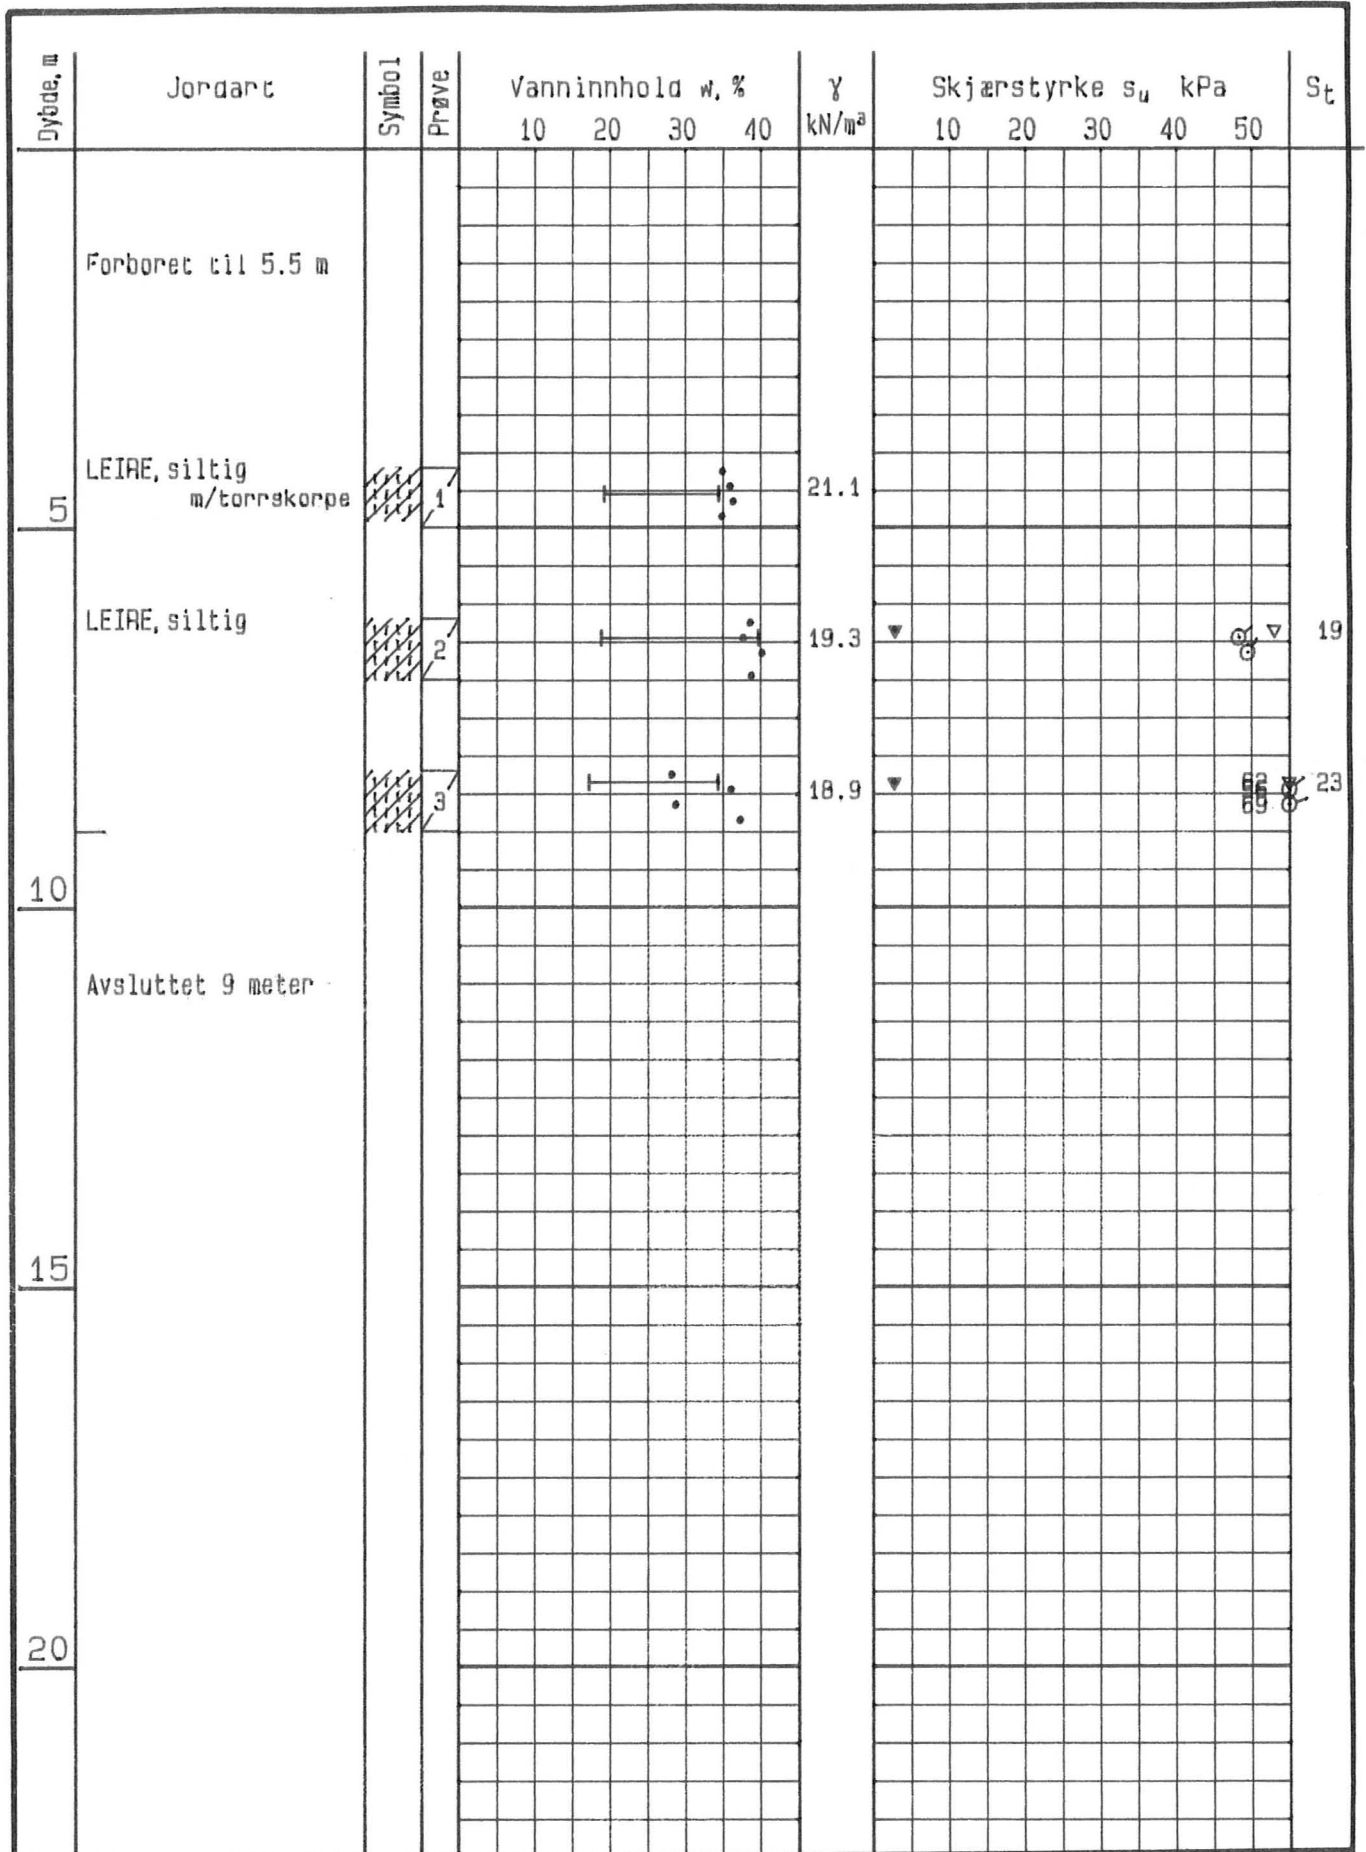 Dybde, m Jordart Symbol Prøve Vanninnhold w, % γ kN/m³ Skjærstyrke su kPa St
10 20 30 40 10 20 30 40 50
Forboret til 5.5 m
LEIRE, siltig
m/tørrskorpe 1 21.1
5
LEIRE, siltig 2 19.3 19
3 18.9 23
10
Avsluttet 9 meter
15
20